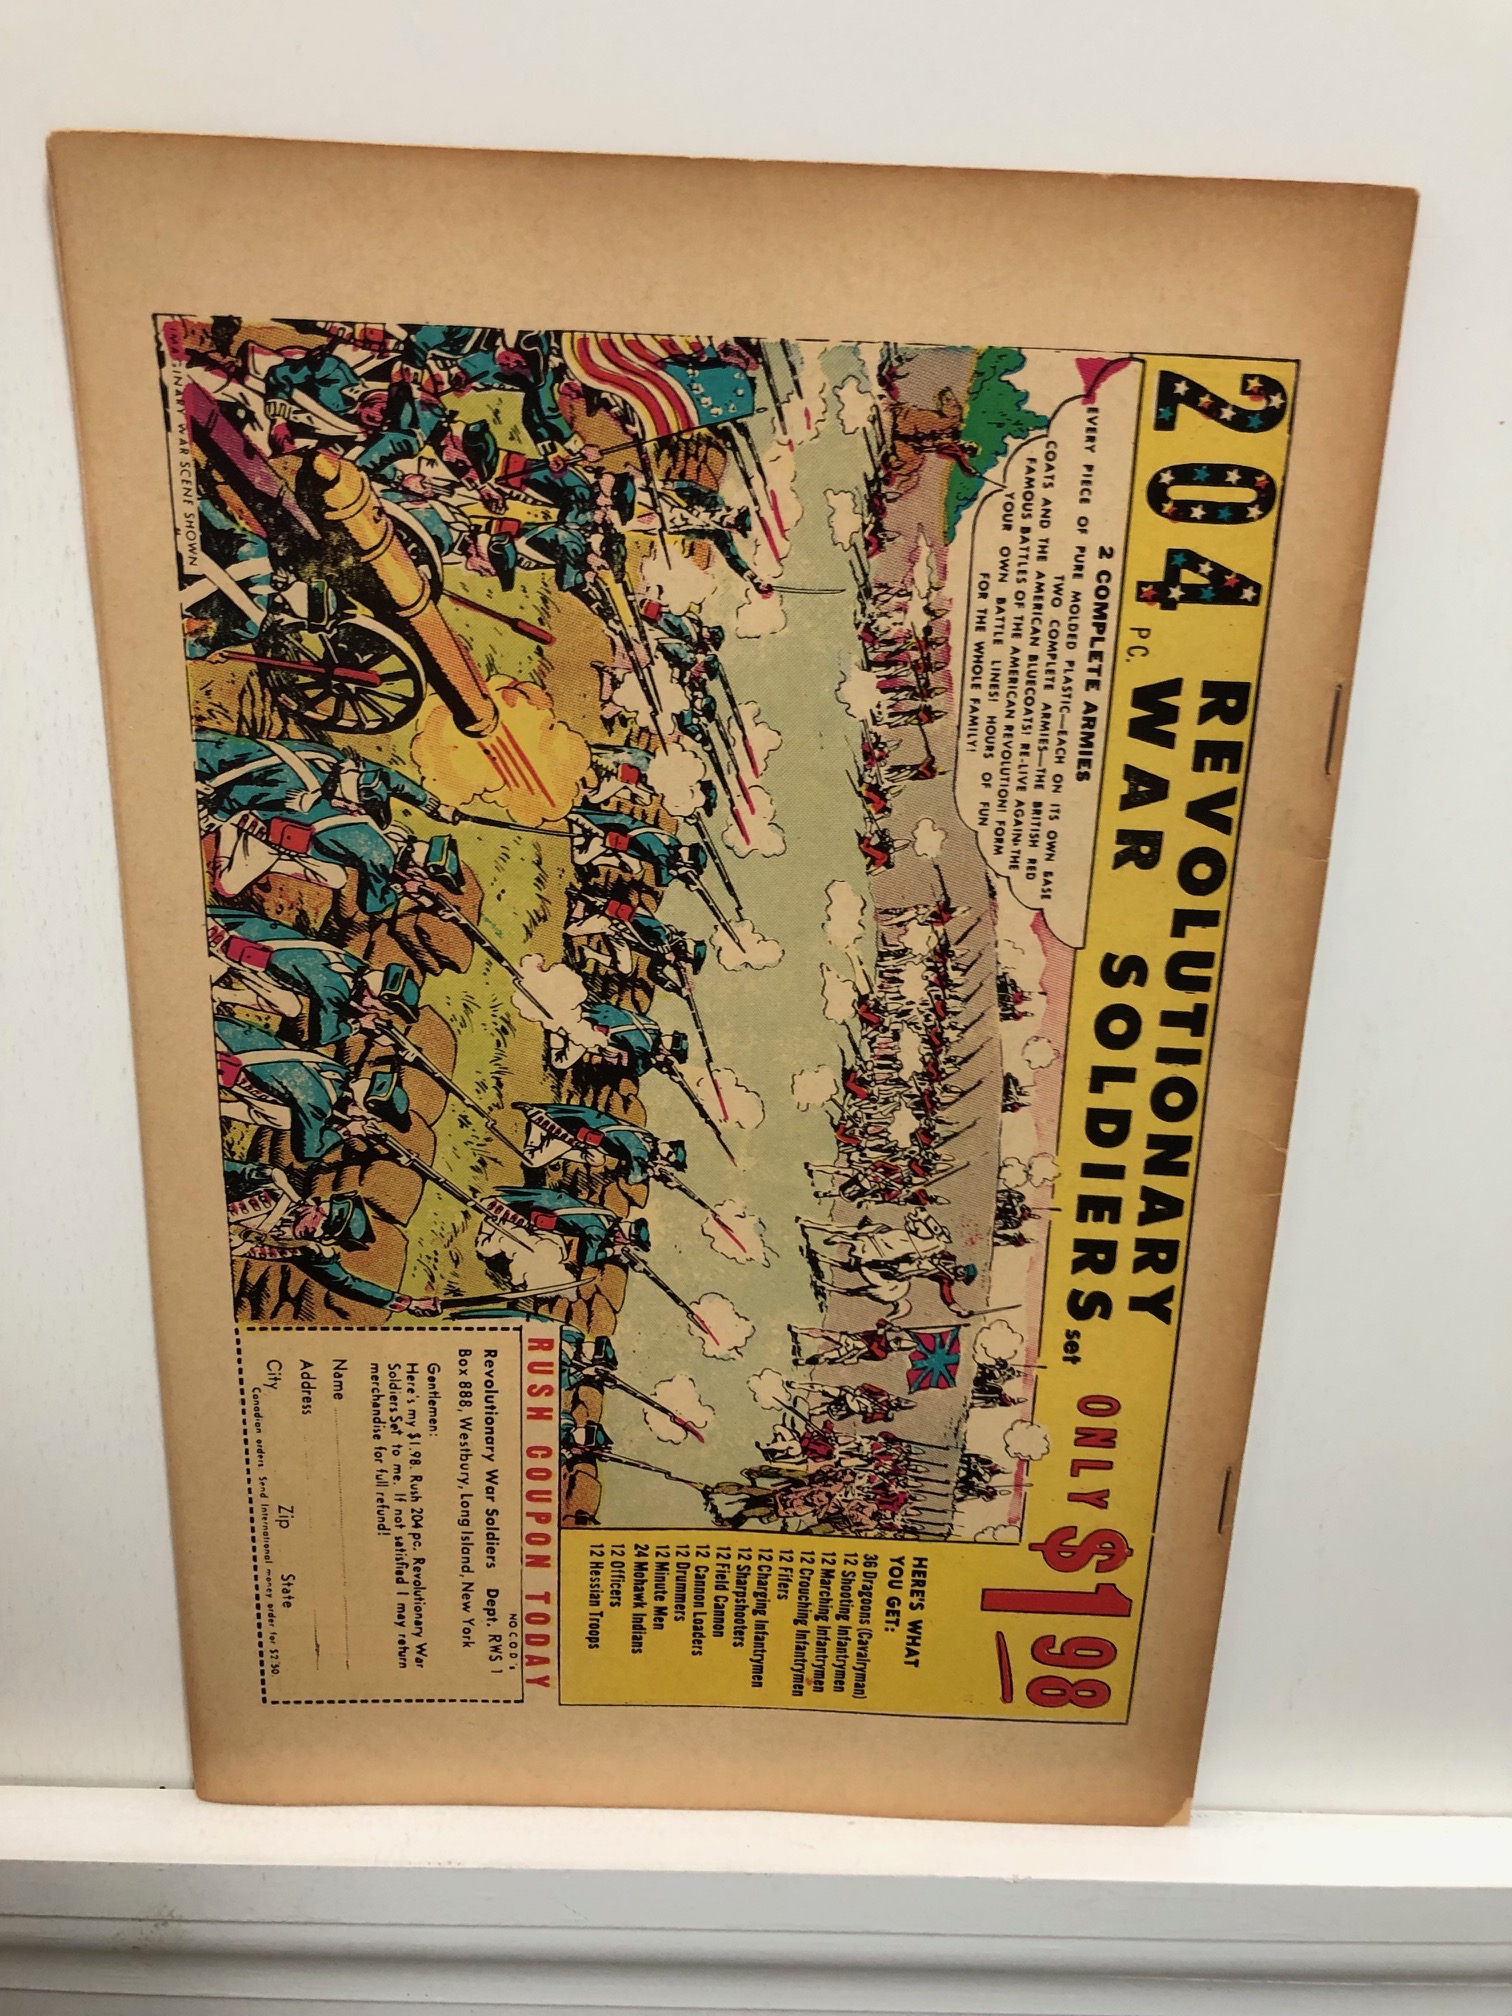 204 REVOLUTIONARY
PC. WAR SOLDIERS set ONLY $1 98
2 COMPLETE ARMIES
EVERY PIECE OF PURE MOLDED PLASTIC—EACH ON ITS OWN BASE
TWO COMPLETE ARMIES—THE BRITISH RED
COATS AND THE AMERICAN BLUECOATS! RE-LIVE AGAIN THE
FAMOUS BATTLES OF THE AMERICAN REVOLUTION! FORM
YOUR OWN BATTLE LINES! HOURS OF FUN
FOR THE WHOLE FAMILY!
HERE'S WHAT
YOU GET:
36 Dragoons (Cavalryman)
12 Shooting Infantrymen
12 Marching Infantrymen
12 Crouching Infantrymen
12 Fifers
12 Charging Infantrymen
12 Sharpshooters
12 Field Cannon
12 Cannon Loaders
12 Drummers
12 Minute Men
24 Mohawk Indians
12 Officers
12 Hessian Troops
RUSH COUPON TODAY
NO C.O.D.'s
Revolutionary War Soldiers Dept. RWS 1
Box 888, Westbury, Long Island, New York
Gentlemen:
Here's my $1.98. Rush 204 pc. Revolutionary War
Soldiers Set to me. If not satisfied I may return
merchandise for full refund!
Name
Address
City Zip State
Canadian orders, Send International money order for $2.50
IMAGINARY WAR SCENE SHOWN